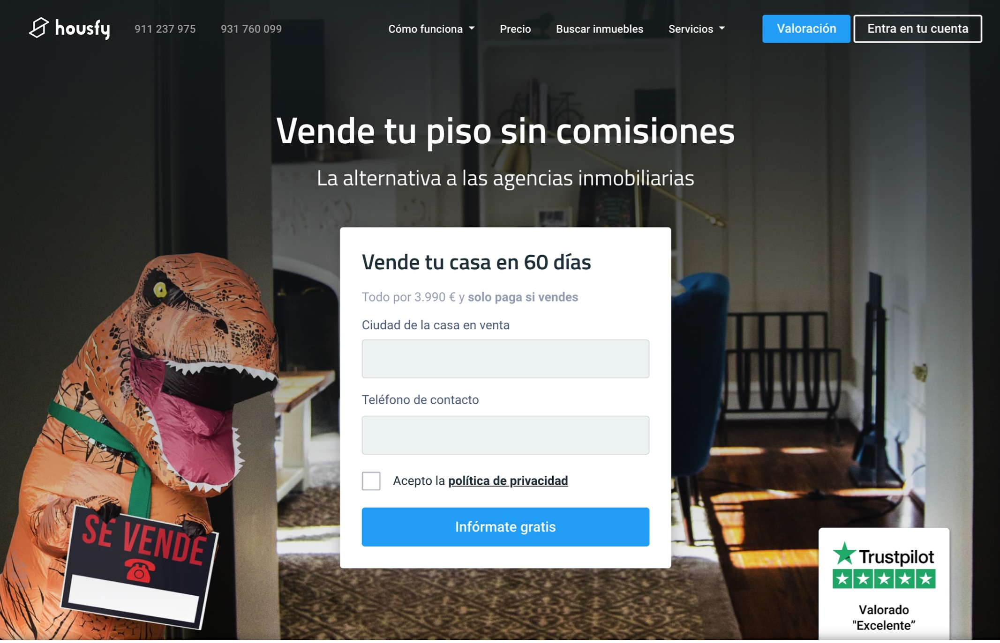 housfy
911 237 975
931 760 099
Cómo funciona
Precio
Buscar inmuebles
Servicios
Valoración
Entra en tu cuenta
Vende tu piso sin comisiones
La alternativa a las agencias inmobiliarias
Vende tu casa en 60 días
Todo por 3.990 € y solo paga si vendes
Ciudad de la casa en venta
Teléfono de contacto
Acepto la política de privacidad
Infórmate gratis
SE VENDE
Trustpilot
Valorado
"Excelente”